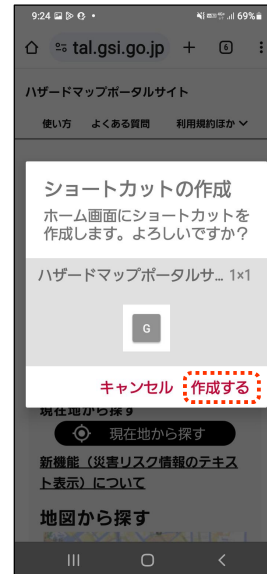 9:24
69%
tal.gsi.go.jp
6
ハザードマップポータルサイト
使い方 よくある質問 利用規約ほか
ショートカットの作成
ホーム画面にショートカットを
作成します。よろしいですか？
ハザードマップポータルサ... 1×1
G
キャンセル 作成する
現在地から探す
現在地から探す
新機能（災害リスク情報のテキス
ト表示）について
地図から探す